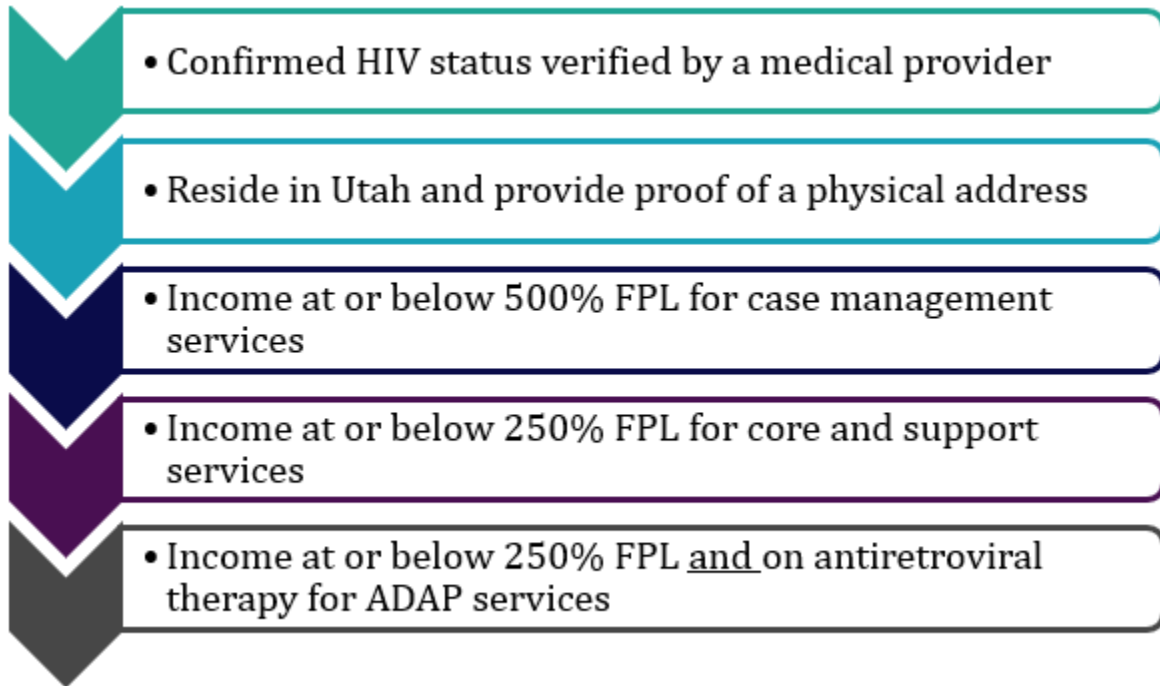 • Confirmed HIV status verified by a medical provider
• Reside in Utah and provide proof of a physical address
• Income at or below 500% FPL for case management
services
• Income at or below 250% FPL for core and support
services
• Income at or below 250% FPL and on antiretroviral
therapy for ADAP services